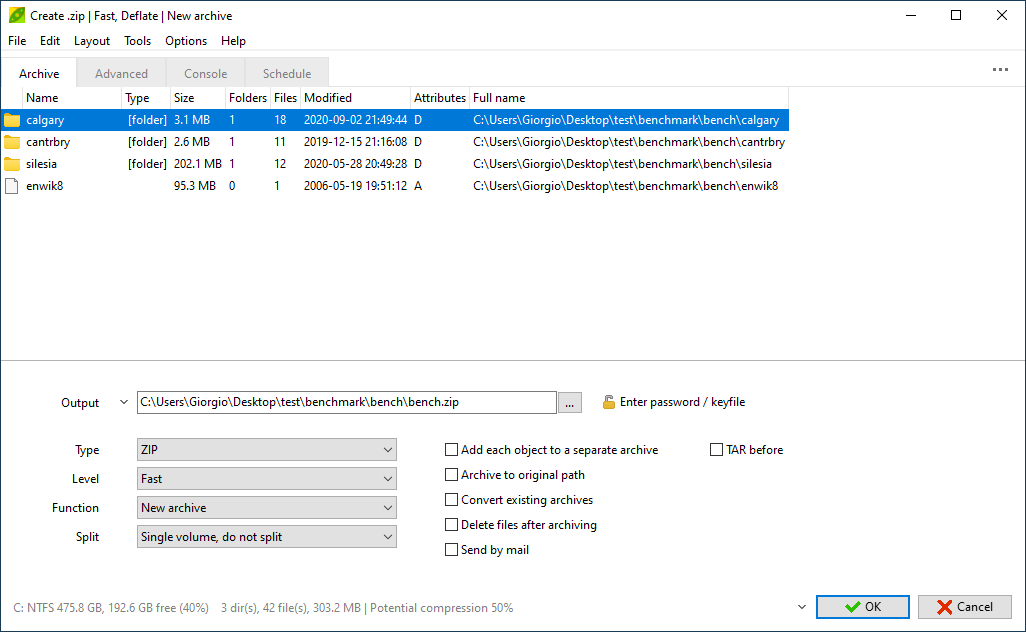 Create .zip | Fast, Deflate | New archive
File Edit Layout Tools Options Help
Archive Advanced Console Schedule ...
Name Type Size Folders Files Modified Attributes Full name
calgary [folder] 3.1 MB 1 18 2020-09-02 21:49:44 D C:\Users\Giorgio\Desktop\test\benchmark\bench\calgary
cantrbry [folder] 2.6 MB 1 11 2019-12-15 21:16:08 D C:\Users\Giorgio\Desktop\test\benchmark\bench\cantrbry
silesia [folder] 202.1 MB 1 12 2020-05-28 20:49:28 D C:\Users\Giorgio\Desktop\test\benchmark\bench\silesia
enwik8 95.3 MB 0 1 2006-05-19 19:51:12 A C:\Users\Giorgio\Desktop\test\benchmark\bench\enwik8
Output C:\Users\Giorgio\Desktop\test\benchmark\bench\bench.zip ... Enter password / keyfile
Type ZIP Add each object to a separate archive TAR before
Level Fast Archive to original path
Function New archive Convert existing archives
Split Single volume, do not split Delete files after archiving
Send by mail
C: NTFS 475.8 GB, 192.6 GB free (40%) 3 dir(s), 42 file(s), 303.2 MB | Potential compression 50% OK Cancel